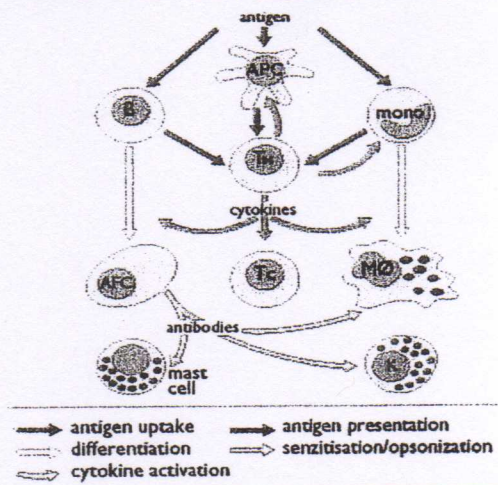 antigen
APC
B
mono
TH
cytokines
AFC
Tc
MØ
antibodies
mast
cell
K
antigen uptake
antigen presentation
differentiation
senzitisation/opsonization
cytokine activation